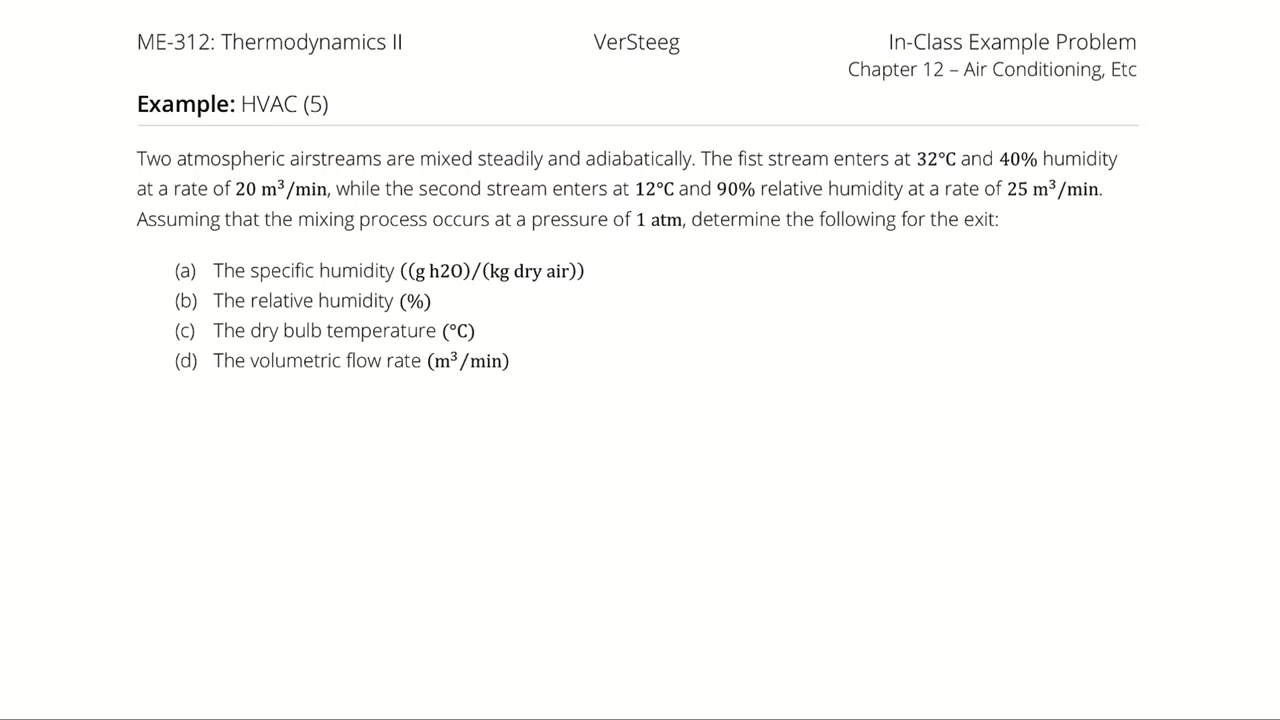 ME-312: Thermodynamics II VerSteeg In-Class Example Problem
Chapter 12 – Air Conditioning, Etc
Example: HVAC (5)
Two atmospheric airstreams are mixed steadily and adiabatically. The fist stream enters at 32°C and 40% humidity
at a rate of 20 m³/min, while the second stream enters at 12°C and 90% relative humidity at a rate of 25 m³/min.
Assuming that the mixing process occurs at a pressure of 1 atm, determine the following for the exit:
(a) The specific humidity ((g h2O)/(kg dry air))
(b) The relative humidity (%)
(c) The dry bulb temperature (°C)
(d) The volumetric flow rate (m³/min)